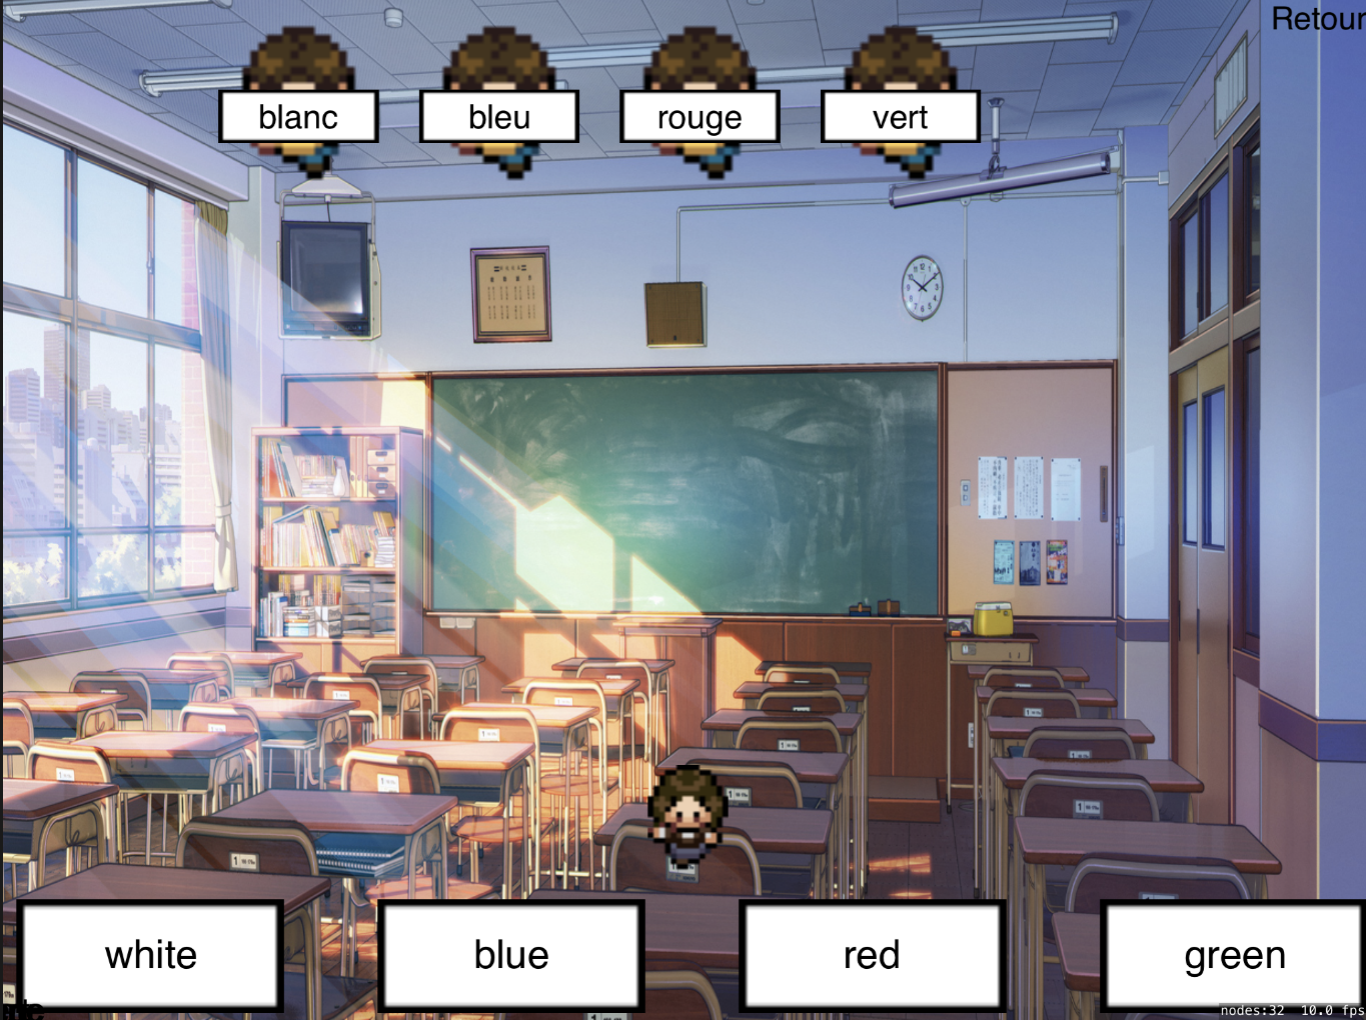 Retour
blanc
bleu
rouge
vert
white
blue
red
green
nodes:32 10.0 fps